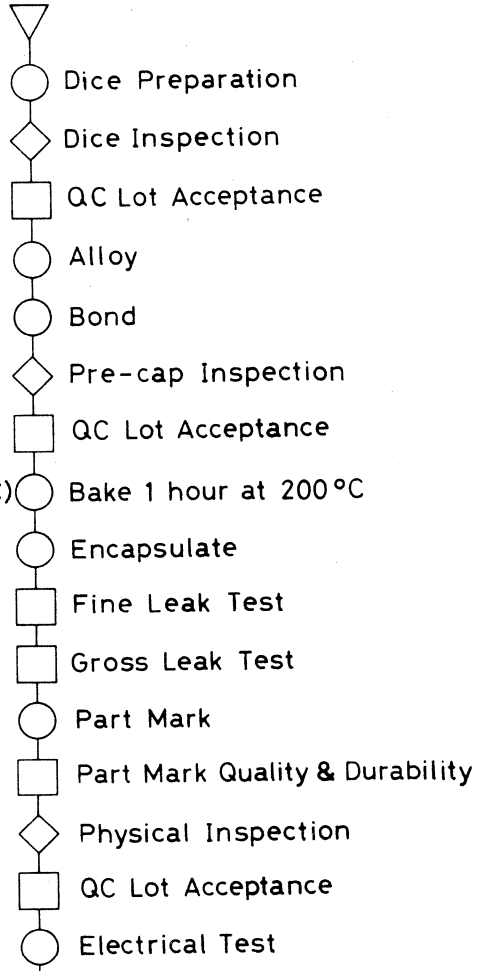 Dice Preparation
Dice Inspection
QC Lot Acceptance
Alloy
Bond
Pre-cap Inspection
QC Lot Acceptance
Bake 1 hour at 200°C
Encapsulate
Fine Leak Test
Gross Leak Test
Part Mark
Part Mark Quality & Durability
Physical Inspection
QC Lot Acceptance
Electrical Test